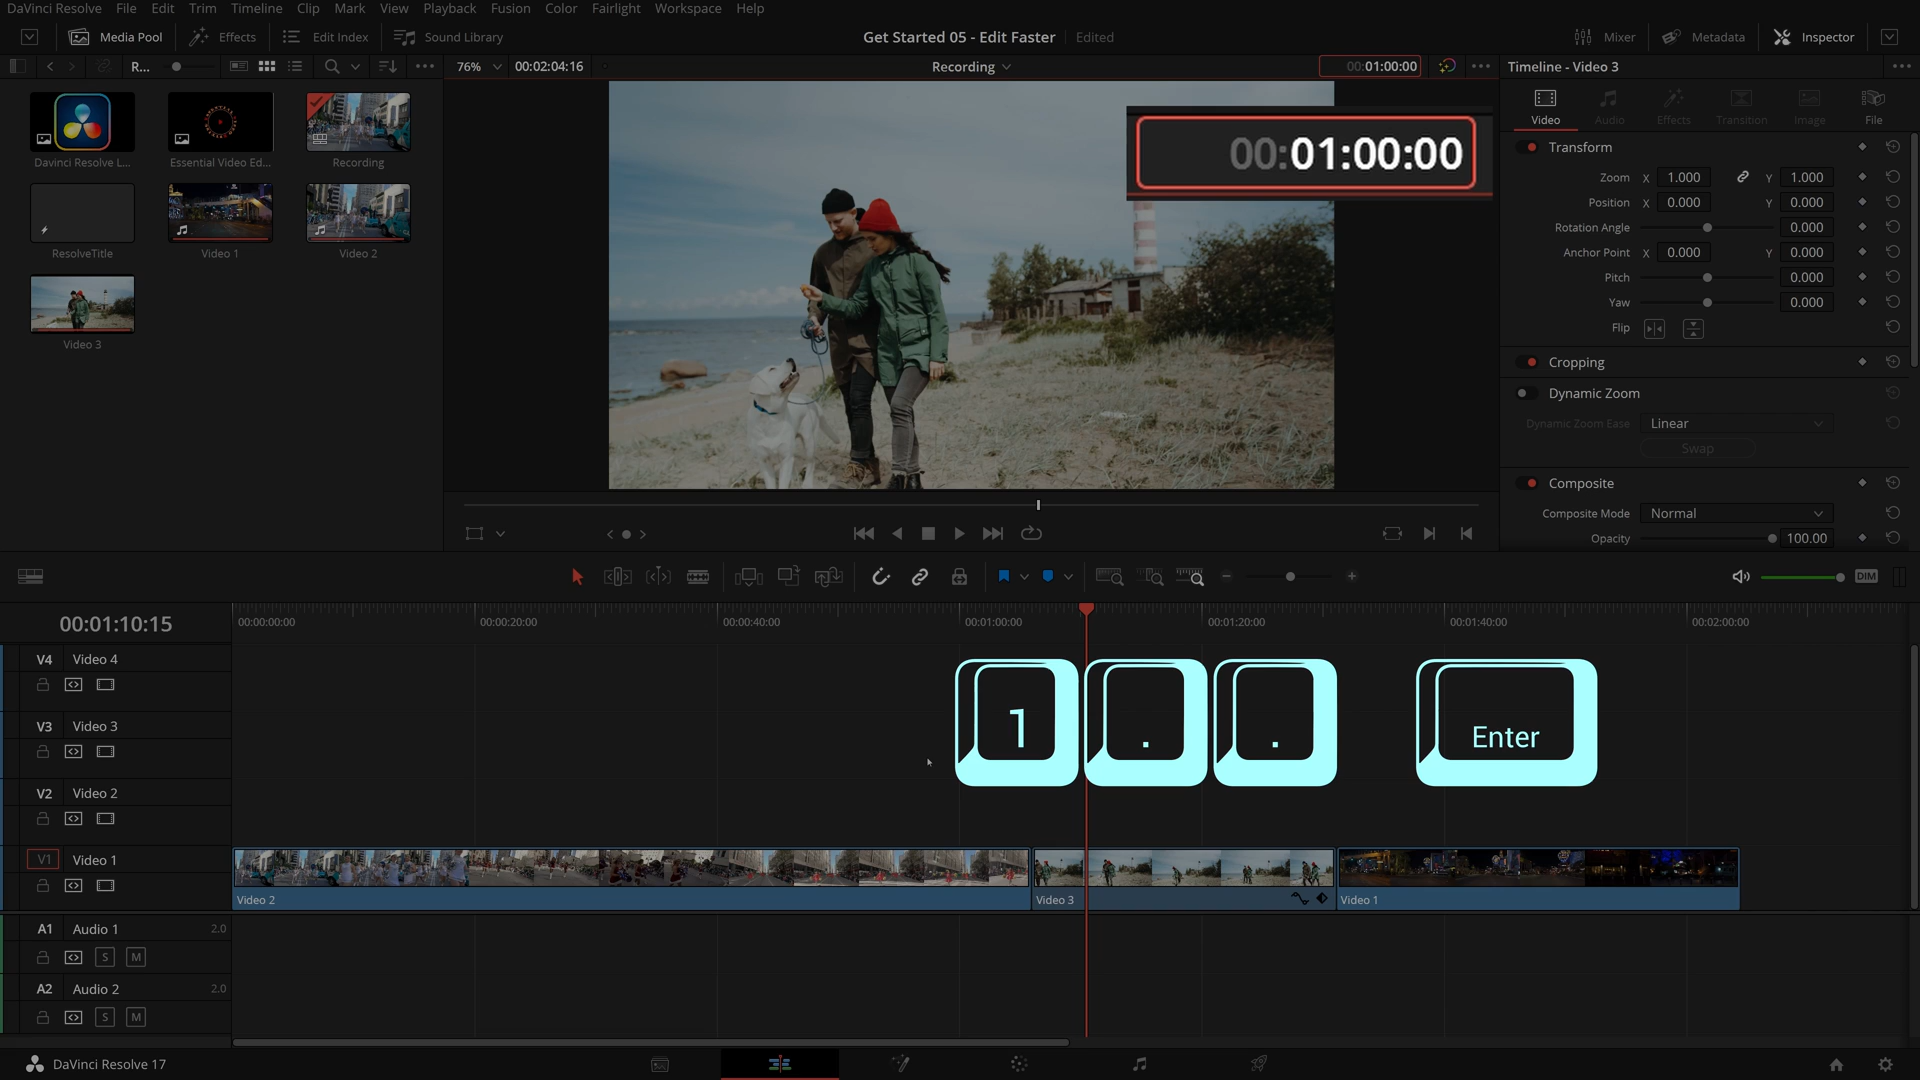 DaVinci Resolve File Edit Trim Timeline Clip Mark View Playback Fusion Color Fairlight Workspace Help
Media Pool Effects Edit Index Sound Library Get Started 05 - Edit Faster Edited Mixer Metadata Inspector
R... 76% 00:02:04:16 Recording 00:01:00:00 Timeline - Video 3
Video Audio Effects Transition Image File
00:01:00:00
Davinci Resolve L... Essential Video Ed... Recording
ResolveTitle Video 1 Video 2
Video 3
Transform
Zoom X 1.000 Y 1.000
Position X 0.000 Y 0.000
Rotation Angle 0.000
Anchor Point X 0.000 Y 0.000
Pitch 0.000
Yaw 0.000
Flip
Cropping
Dynamic Zoom
Dynamic Zoom Ease Linear
Swap
Composite
Composite Mode Normal
Opacity 100.00
DIM
00:01:10:15 00:00:00:00 00:00:20:00 00:00:40:00 00:01:00:00 00:01:20:00 00:01:40:00 00:02:00:00
V4 Video 4
V3 Video 3
1 . . Enter
V2 Video 2
V1 Video 1
Video 2 Video 3 Video 1
A1 Audio 1 2.0
S M
A2 Audio 2 2.0
S M
DaVinci Resolve 17